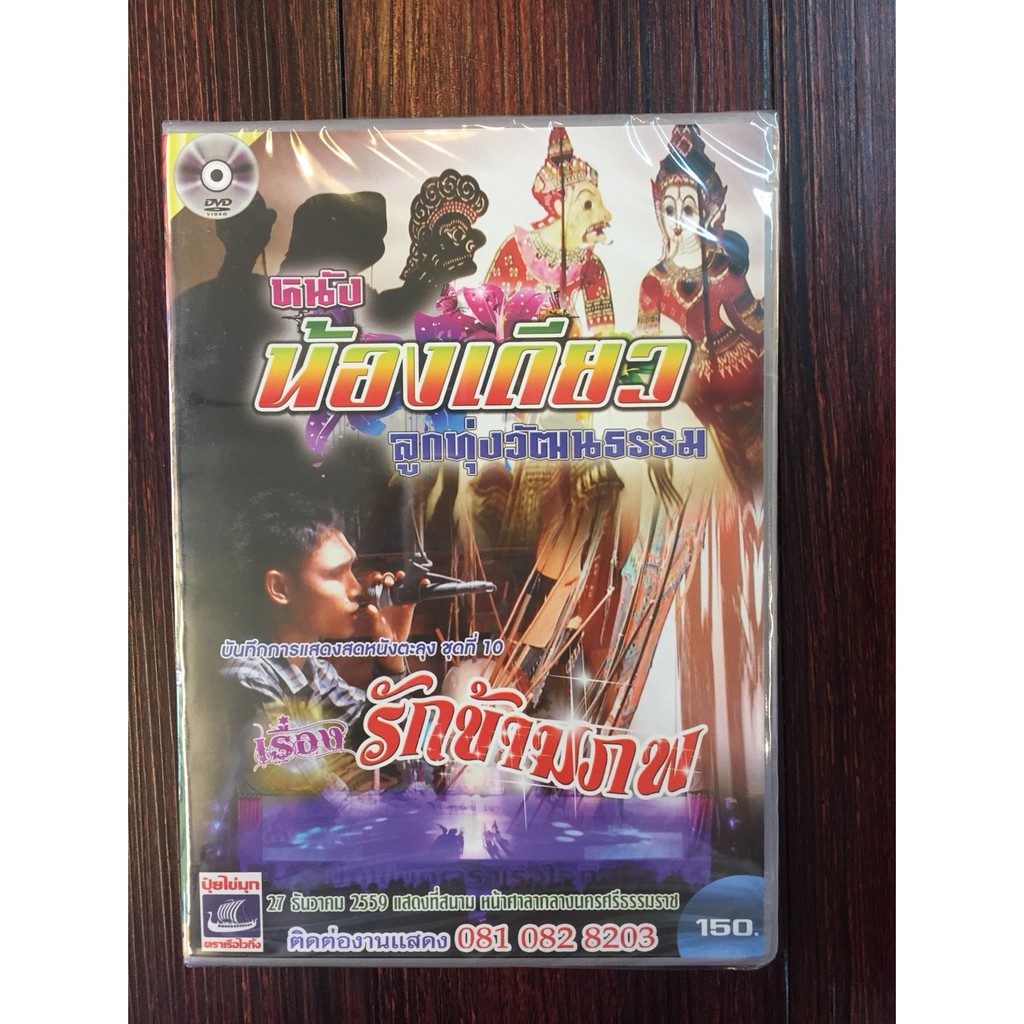 DVD
VIDEO
หนัง
ห้องเดียว
ลูกทุ่งวัฒนธรรม
บันทึกการแสดงสดหนังตะลุง ชุดที่ 10
เรื่อง รักข้ามภพ
ปุ๋ยไข่มุก
ตราเรือไวกิ้ง
27 ธันวาคม 2559 แสดงที่สนาม หน้าศาลากลางนครศรีธรรมราช
ติดต่องานแสดง 081 082 8203
150.